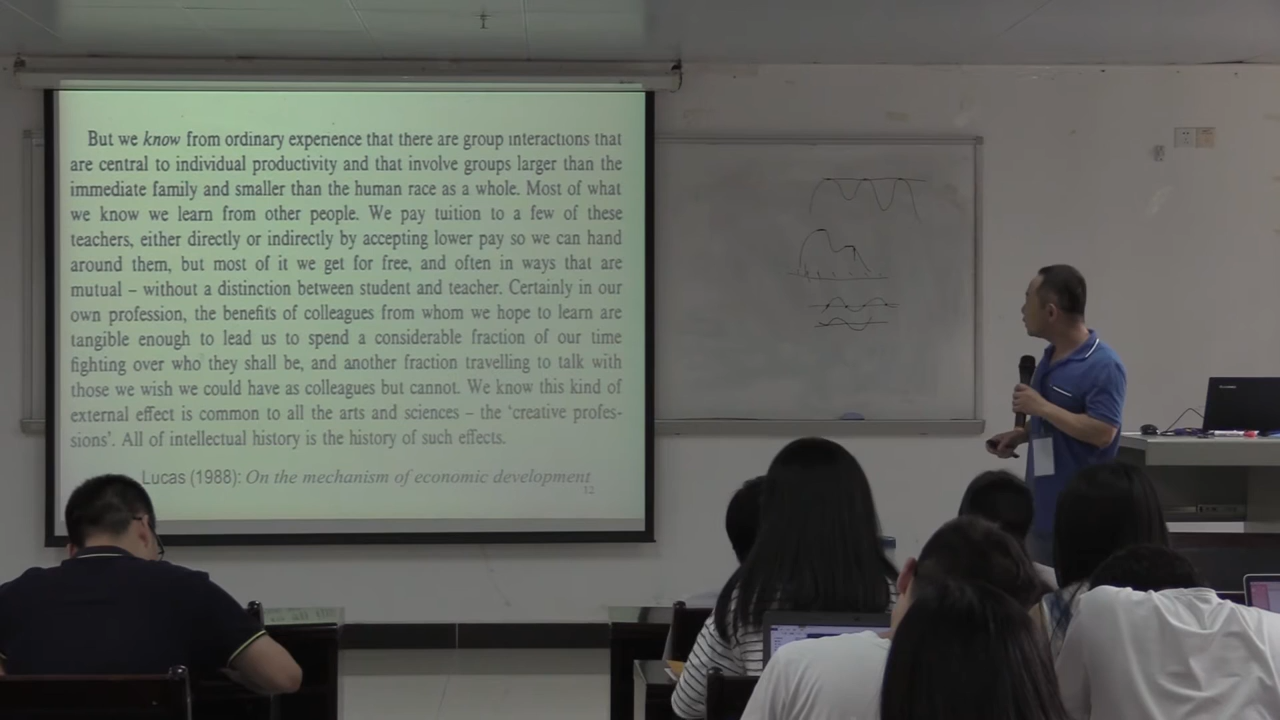 But we know from ordinary experience that there are group interactions that
are central to individual productivity and that involve groups larger than the
immediate family and smaller than the human race as a whole. Most of what
we know we learn from other people. We pay tuition to a few of these
teachers, either directly or indirectly by accepting lower pay so we can hand
around them, but most of it we get for free, and often in ways that are
mutual – without a distinction between student and teacher. Certainly in our
own profession, the benefits of colleagues from whom we hope to learn are
tangible enough to lead us to spend a considerable fraction of our time
fighting over who they shall be, and another fraction travelling to talk with
those we wish we could have as colleagues but cannot. We know this kind of
external effect is common to all the arts and sciences – the ‘creative profes-
sions’. All of intellectual history is the history of such effects.
Lucas (1988): On the mechanism of economic development
12